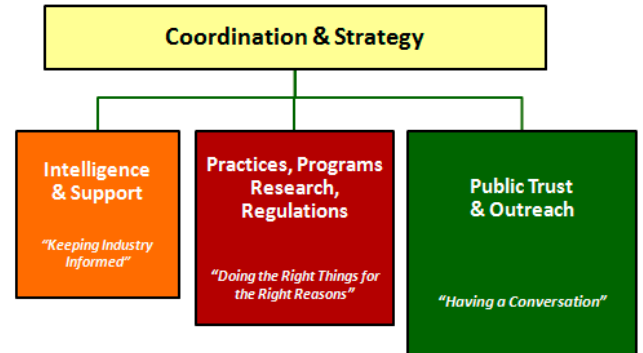 Coordination & Strategy
Intelligence
& Support
"Keeping Industry
Informed"
Practices, Programs
Research,
Regulations
"Doing the Right Things for
the Right Reasons"
Public Trust
& Outreach
"Having a Conversation"